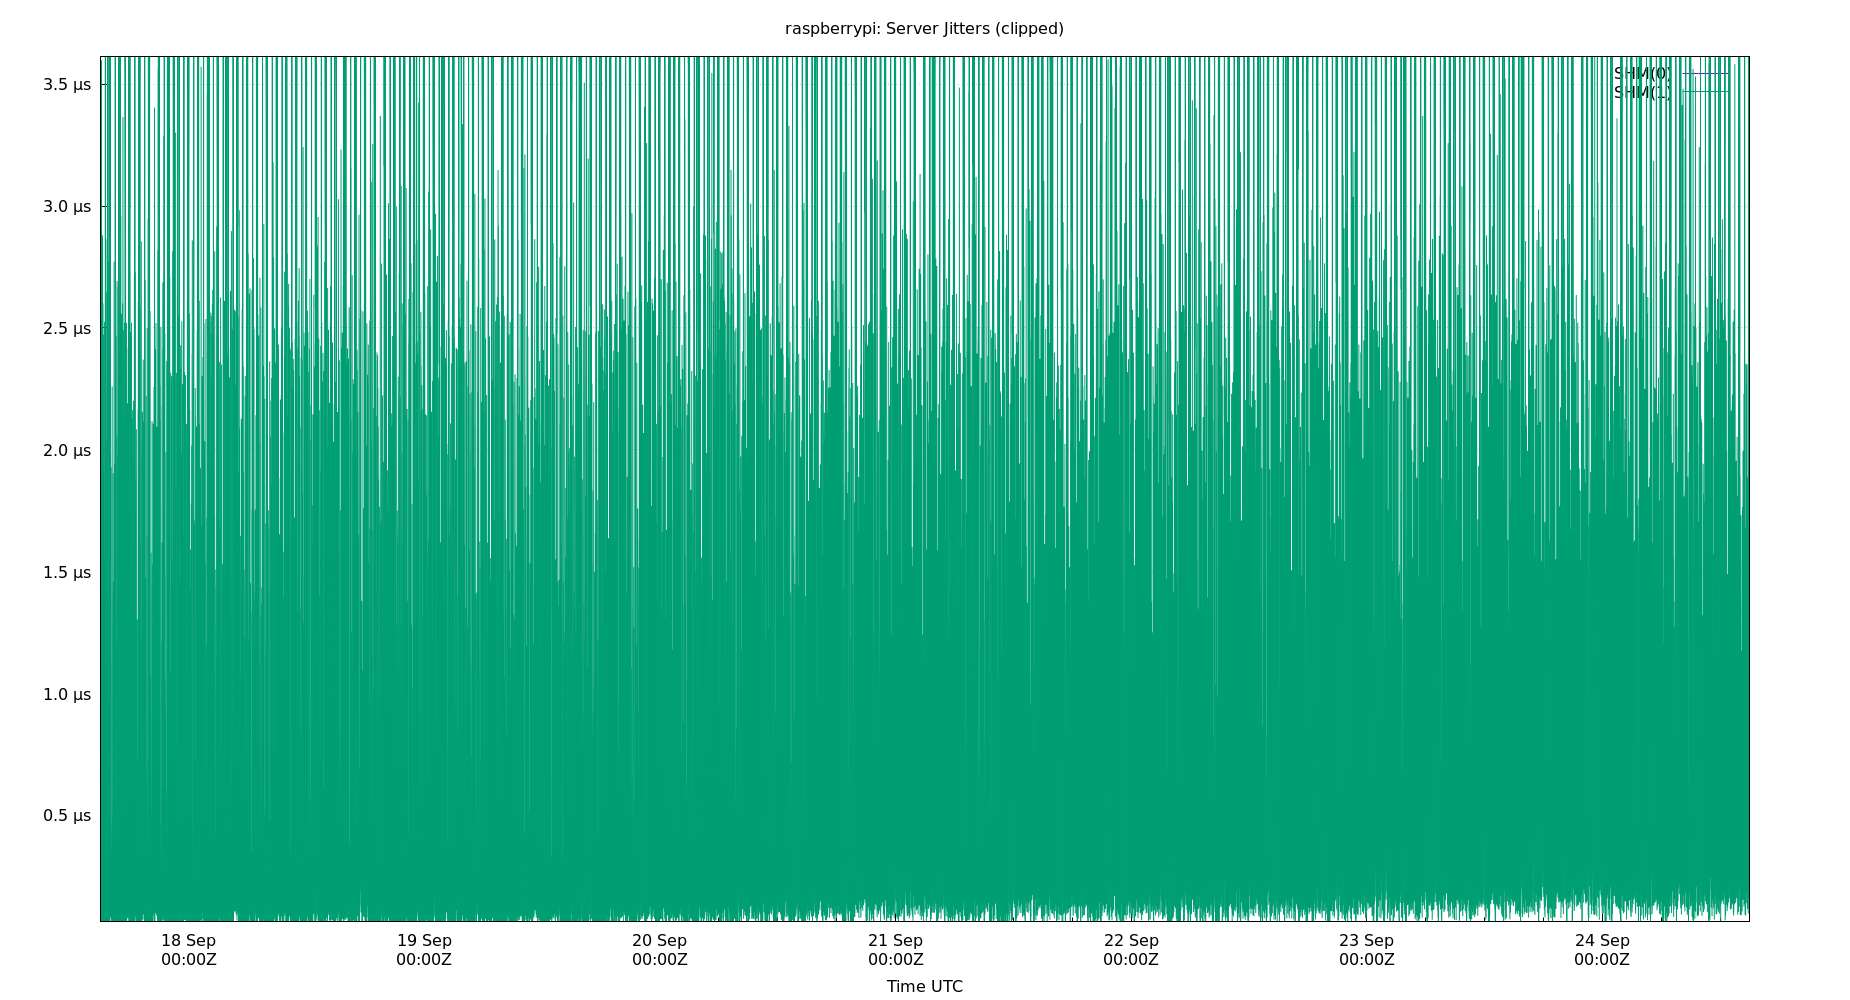 raspberrypi: Server Jitters (clipped)
3.5 µs
SHM(0)
SHM(1)
3.0 µs
2.5 µs
2.0 µs
1.5 µs
1.0 µs
0.5 µs
18 Sep 19 Sep 20 Sep 21 Sep 22 Sep 23 Sep 24 Sep
00:00Z 00:00Z 00:00Z 00:00Z 00:00Z 00:00Z 00:00Z
Time UTC